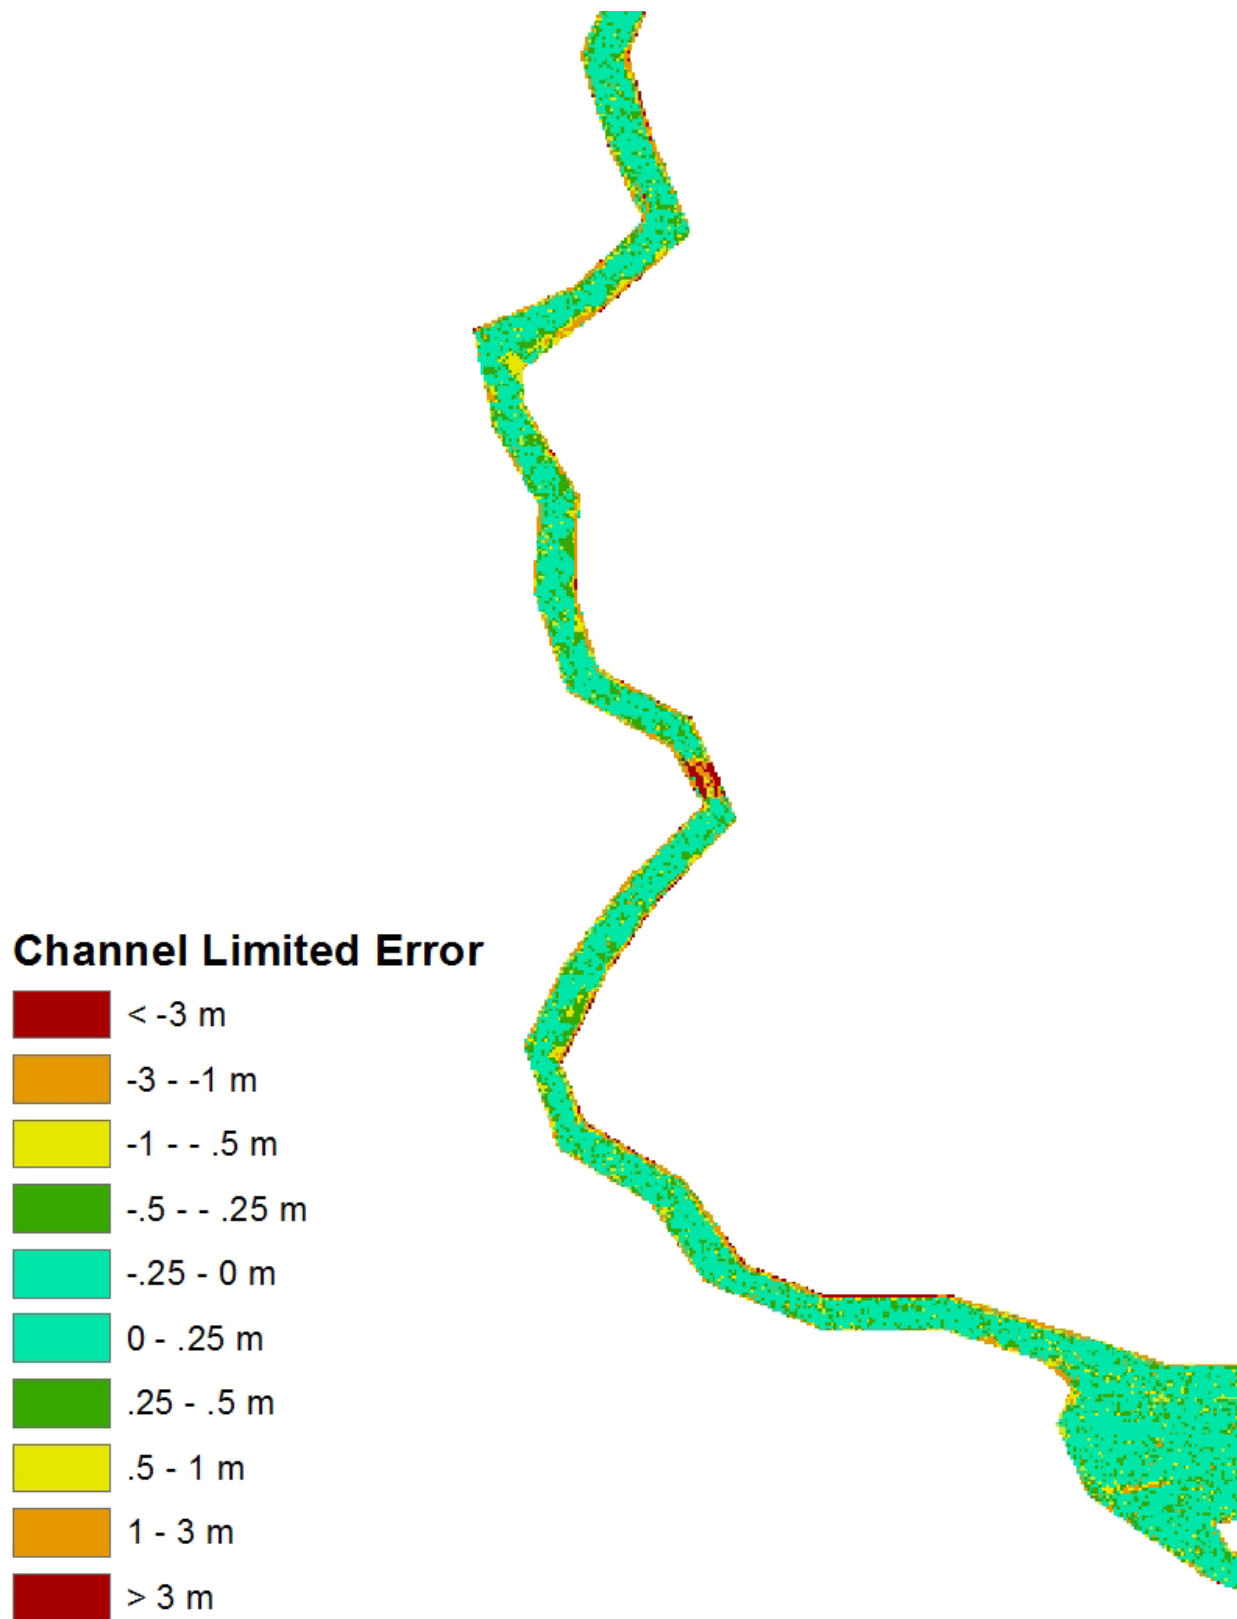 Channel Limited Error
< -3 m
-3 - -1 m
-1 - - .5 m
-.5 - - .25 m
-.25 - 0 m
0 - .25 m
.25 - .5 m
.5 - 1 m
1 - 3 m
> 3 m